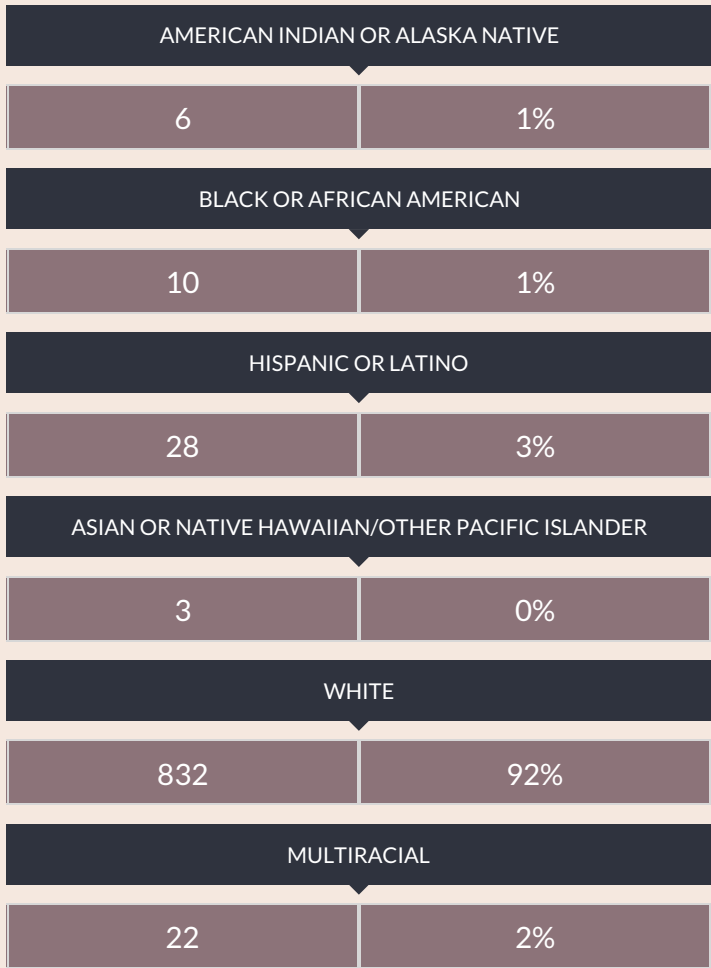 AMERICAN INDIAN OR ALASKA NATIVE
6 1%
BLACK OR AFRICAN AMERICAN
10 1%
HISPANIC OR LATINO
28 3%
ASIAN OR NATIVE HAWAIIAN/OTHER PACIFIC ISLANDER
3 0%
WHITE
832 92%
MULTIRACIAL
22 2%